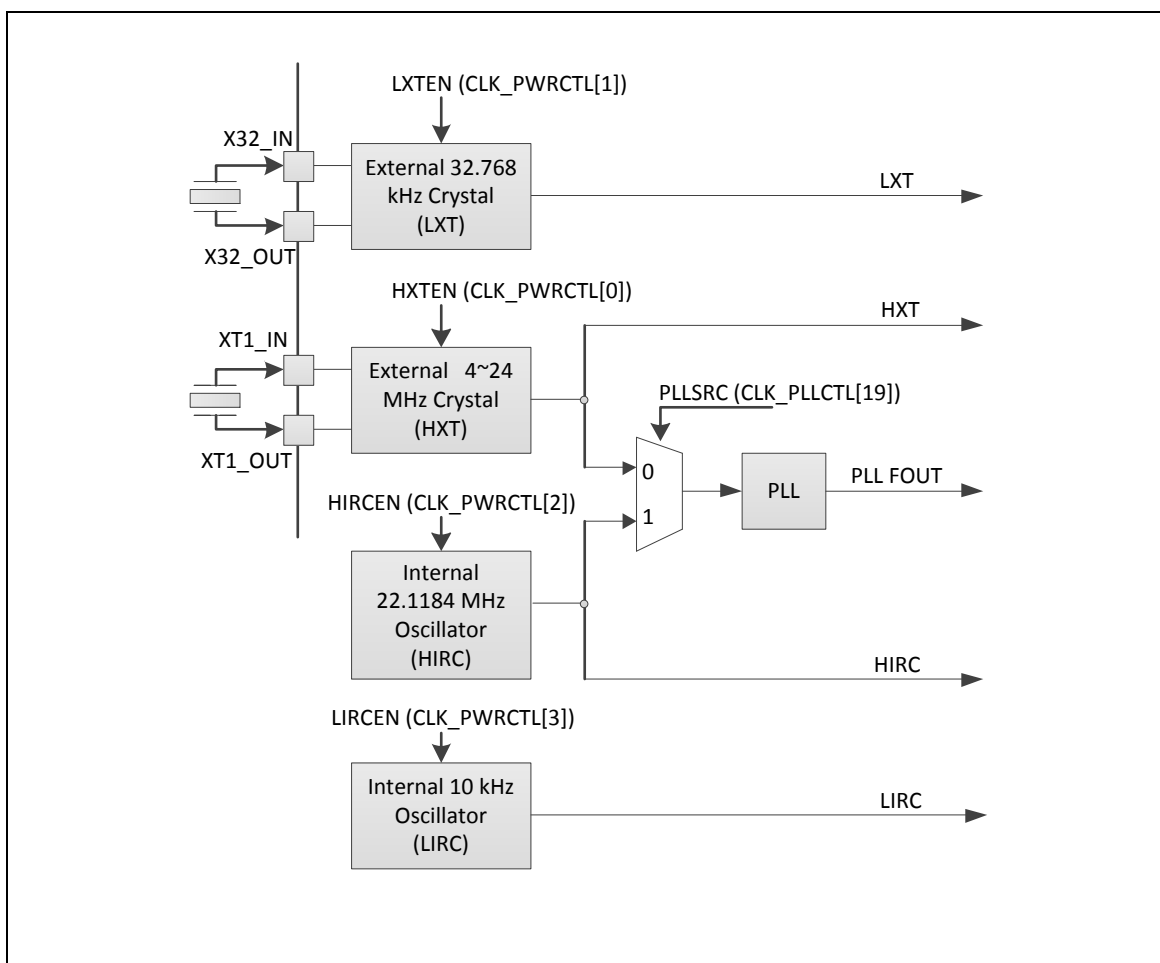 LXTEN (CLK_PWRCTL[1])
X32_IN
External 32.768
kHz Crystal
(LXT)
LXT
X32_OUT
HXTEN (CLK_PWRCTL[0])
HXT
XT1_IN
External 4~24
MHz Crystal
(HXT)
PLLSRC (CLK_PLLCTL[19])
XT1_OUT
0
PLL
PLL FOUT
HIRCEN (CLK_PWRCTL[2])
1
Internal
22.1184 MHz
Oscillator
(HIRC)
HIRC
LIRCEN (CLK_PWRCTL[3])
Internal 10 kHz
Oscillator
(LIRC)
LIRC